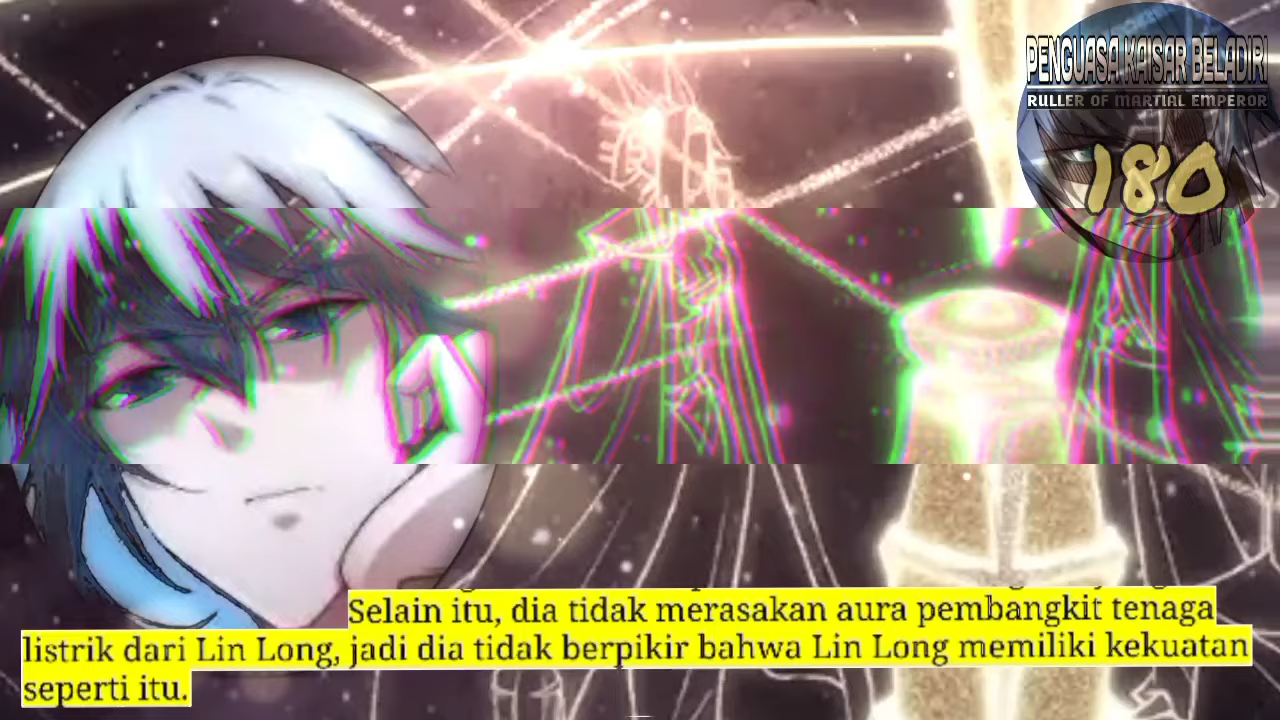 PENGUASA KAISAR BELADIRI
RULLER OF MARTIAL EMPEROR
180
Selain itu, dia tidak merasakan aura pembangkit tenaga
listrik dari Lin Long, jadi dia tidak berpikir bahwa Lin Long memiliki kekuatan
seperti itu.